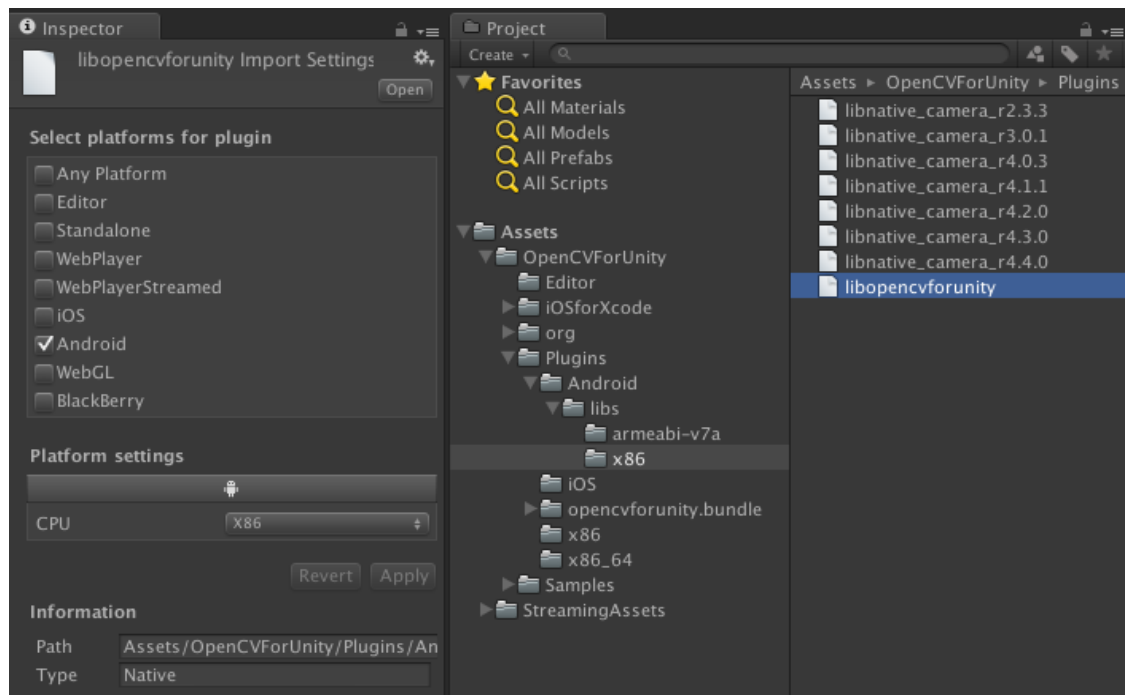 Inspector
libopencvforunity Import Settings
Open
Select platforms for plugin
Any Platform
Editor
Standalone
WebPlayer
WebPlayerStreamed
iOS
Android
WebGL
BlackBerry
Platform settings
CPU X86
Revert Apply
Information
Path Assets/OpenCVForUnity/Plugins/An
Type Native
Project
Create
Favorites
All Materials
All Models
All Prefabs
All Scripts
Assets
OpenCVForUnity
Editor
iOSforXcode
org
Plugins
Android
libs
armeabi-v7a
x86
iOS
opencvforunity.bundle
x86
x86_64
Samples
StreamingAssets
Assets ▸ OpenCVForUnity ▸ Plugins
libnative_camera_r2.3.3
libnative_camera_r3.0.1
libnative_camera_r4.0.3
libnative_camera_r4.1.1
libnative_camera_r4.2.0
libnative_camera_r4.3.0
libnative_camera_r4.4.0
libopencvforunity